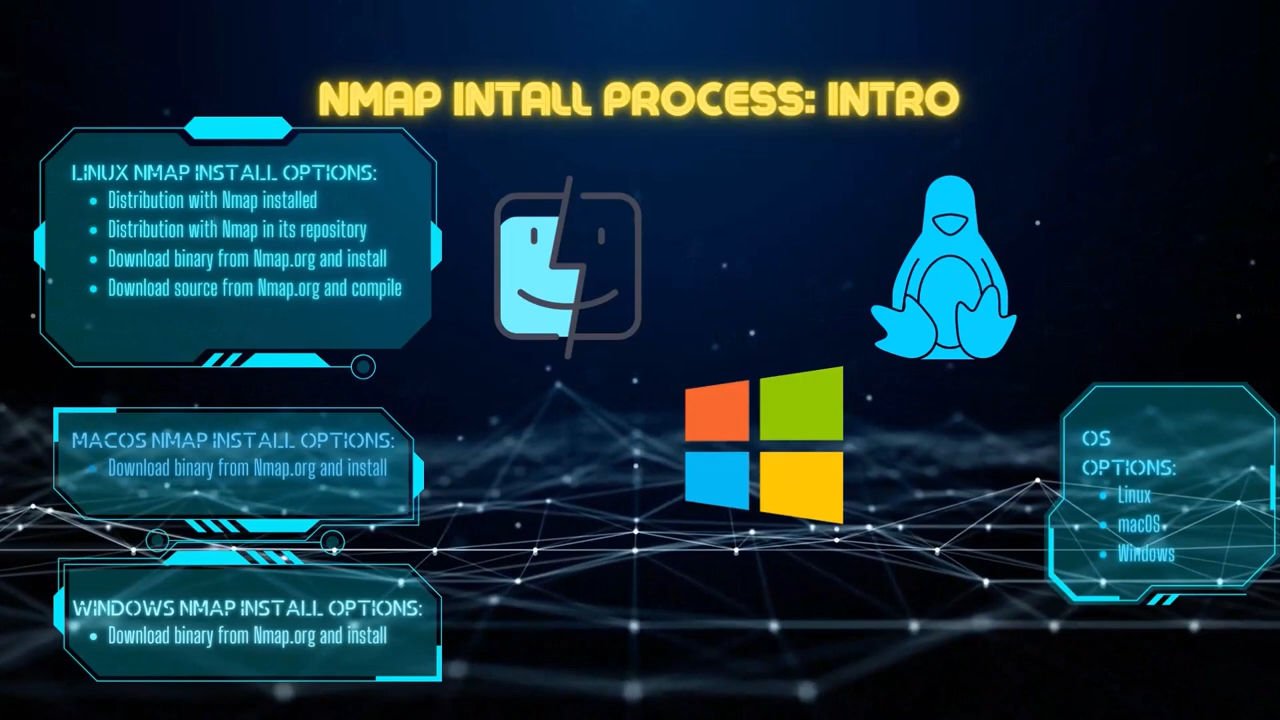 NMAP INTALL PROCESS: INTRO
LINUX NMAP INSTALL OPTIONS:
• Distribution with Nmap installed
• Distribution with Nmap in its repository
• Download binary from Nmap.org and install
• Download source from Nmap.org and compile
MACOS NMAP INSTALL OPTIONS:
• Download binary from Nmap.org and install
WINDOWS NMAP INSTALL OPTIONS:
• Download binary from Nmap.org and install
OS
OPTIONS:
• Linux
• macOS
• Windows